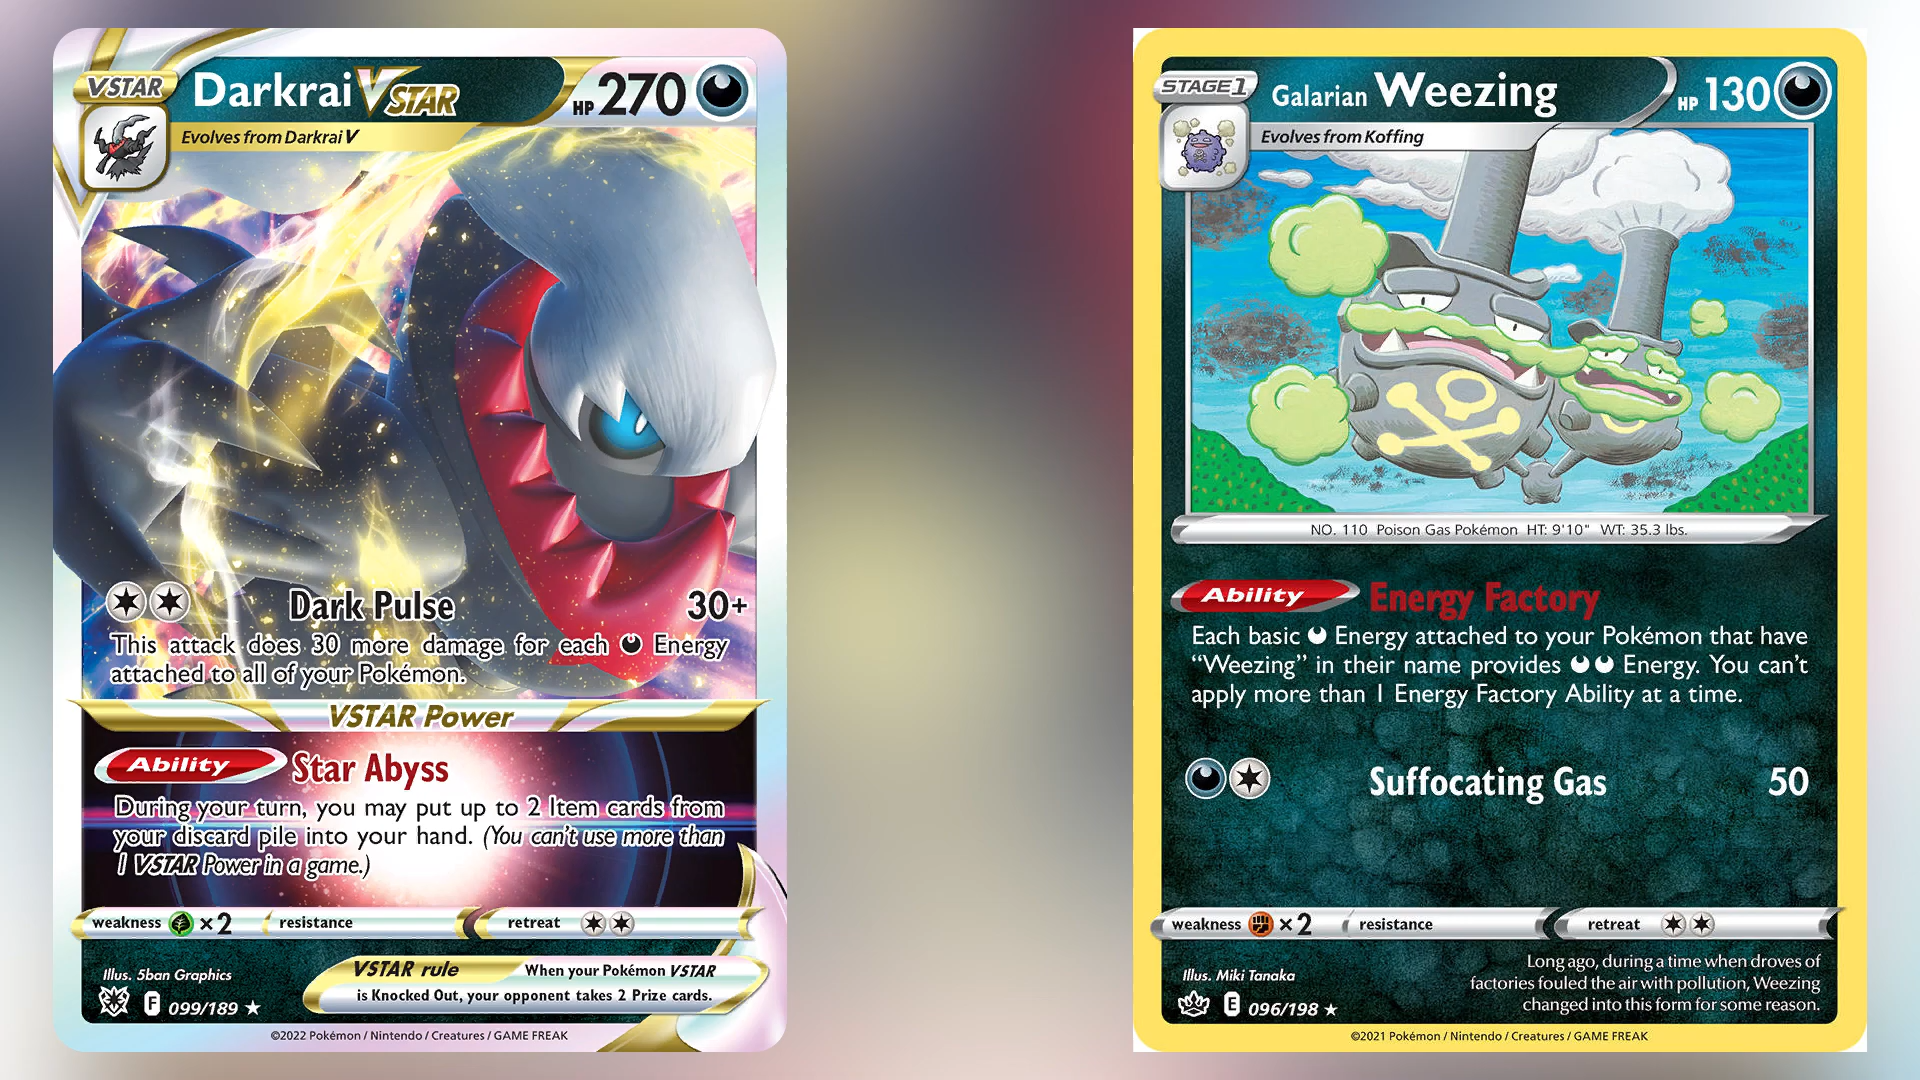 VSTAR
Darkrai VSTAR
HP 270
Evolves from Darkrai V
Dark Pulse 30+
This attack does 30 more damage for each Energy
attached to all of your Pokémon.
VSTAR Power
Ability Star Abyss
During your turn, you may put up to 2 Item cards from
your discard pile into your hand. (You can't use more than
1 VSTAR Power in a game.)
weakness ×2 resistance retreat
Illus. 5ban Graphics
VSTAR rule When your Pokémon VSTAR
is Knocked Out, your opponent takes 2 Prize cards.
F 099/189 ★
©2022 Pokémon / Nintendo / Creatures / GAME FREAK
STAGE 1
Galarian Weezing
HP 130
Evolves from Koffing
NO. 110 Poison Gas Pokémon HT: 9'10" WT: 35.3 lbs.
Ability Energy Factory
Each basic Energy attached to your Pokémon that have
“Weezing” in their name provides Energy. You can't
apply more than 1 Energy Factory Ability at a time.
Suffocating Gas 50
weakness ×2 resistance retreat
Illus. Miki Tanaka
E 096/198 ★
Long ago, during a time when droves of
factories fouled the air with pollution, Weezing
changed into this form for some reason.
©2021 Pokémon / Nintendo / Creatures / GAME FREAK